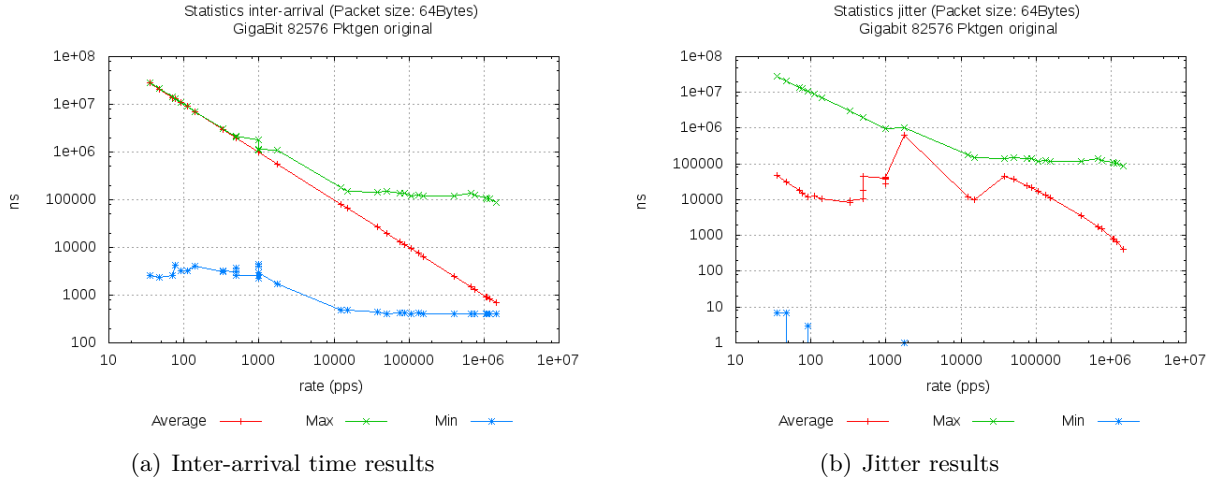 Statistics inter-arrival (Packet size: 64Bytes)
GigaBit 82576 Pktgen original
1e+08
1e+07
1e+06
100000
10000
1000
100
ns
10 100 1000 10000 100000 1e+06 1e+07
rate (pps)
Average Max Min
(a) Inter-arrival time results
Statistics jitter (Packet size: 64Bytes)
Gigabit 82576 Pktgen original
1e+08
1e+07
1e+06
100000
10000
1000
100
10
1
ns
10 100 1000 10000 100000 1e+06 1e+07
rate (pps)
Average Max Min
(b) Jitter results